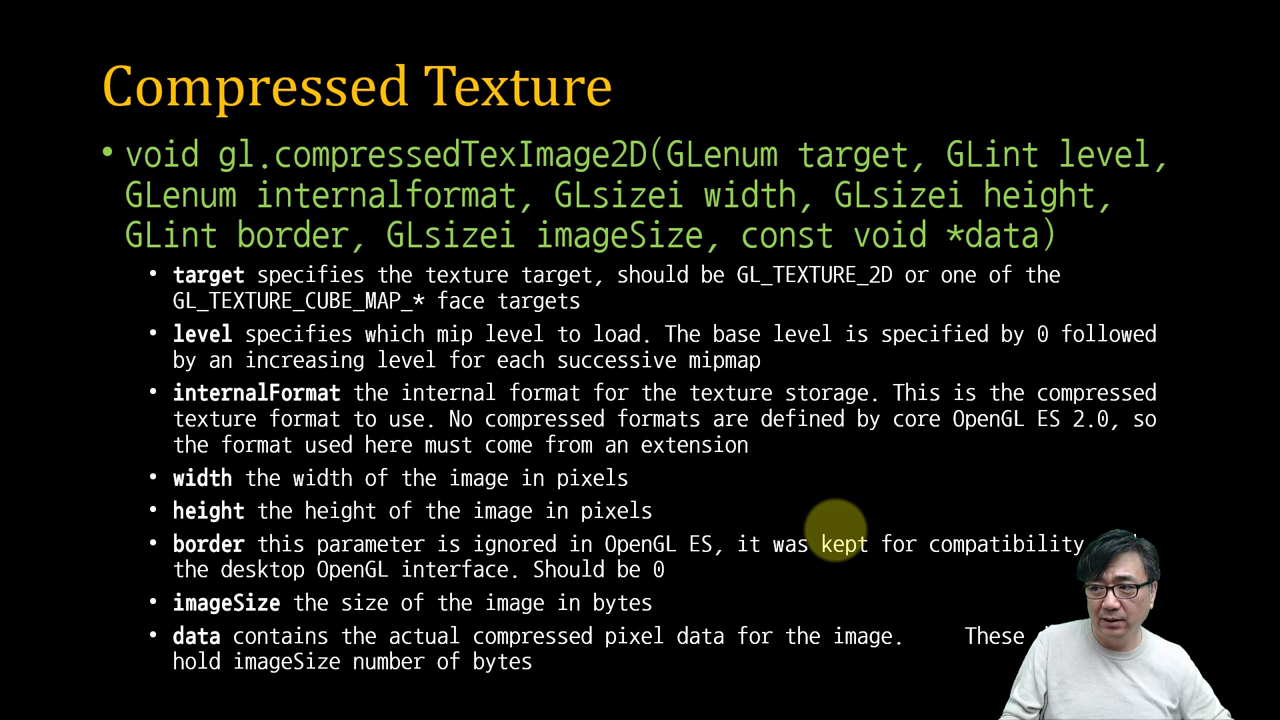 Compressed Texture
• void gl.compressedTexImage2D(GLenum target, GLint level,
GLenum internalformat, GLsizei width, GLsizei height,
GLint border, GLsizei imageSize, const void *data)
• target specifies the texture target, should be GL_TEXTURE_2D or one of the
GL_TEXTURE_CUBE_MAP_* face targets
• level specifies which mip level to load. The base level is specified by 0 followed
by an increasing level for each successive mipmap
• internalFormat the internal format for the texture storage. This is the compressed
texture format to use. No compressed formats are defined by core OpenGL ES 2.0, so
the format used here must come from an extension
• width the width of the image in pixels
• height the height of the image in pixels
• border this parameter is ignored in OpenGL ES, it was kept for compatibility
the desktop OpenGL interface. Should be 0
• imageSize the size of the image in bytes
• data contains the actual compressed pixel data for the image. These
hold imageSize number of bytes